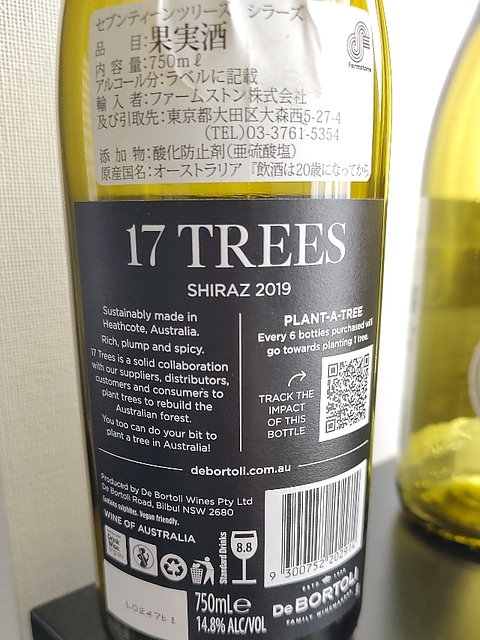 セブンティーンツリーズ シラーズ
品 目:果実酒
内 容 量:750mℓ
アルコール分:ラベルに記載
輸 入 者:ファームストン株式会社
及び引取先:東京都大田区大森西5-27-4
(TEL)03-3761-5354
添 加 物:酸化防止剤(亜硫酸塩)
原産国名:オーストラリア 『飲酒は20歳になってから
Farmstone
17 TREES
SHIRAZ 2019
Sustainably made in
Heathcote, Australia.
Rich, plump and spicy.
17 Trees is a solid collaboration
with our suppliers, distributors,
customers and consumers to
plant trees to rebuild the
Australian forest.
You too can do your bit to
plant a tree in Australia!
PLANT-A-TREE
Every 6 bottles purchased will
go towards planting 1 tree.
TRACK THE
IMPACT
OF THIS
BOTTLE
debortoli.com.au
Produced by De Bortoli Wines Pty Ltd
De Bortoli Road, Bilbul NSW 2680
Contains sulphites. Vegan friendly.
WINE OF AUSTRALIA
Standard Drinks
8.8
750mLe
14.8% ALC/VOL
ESTD 1928
DE BORTOLI
FAMILY WINEMAKERS